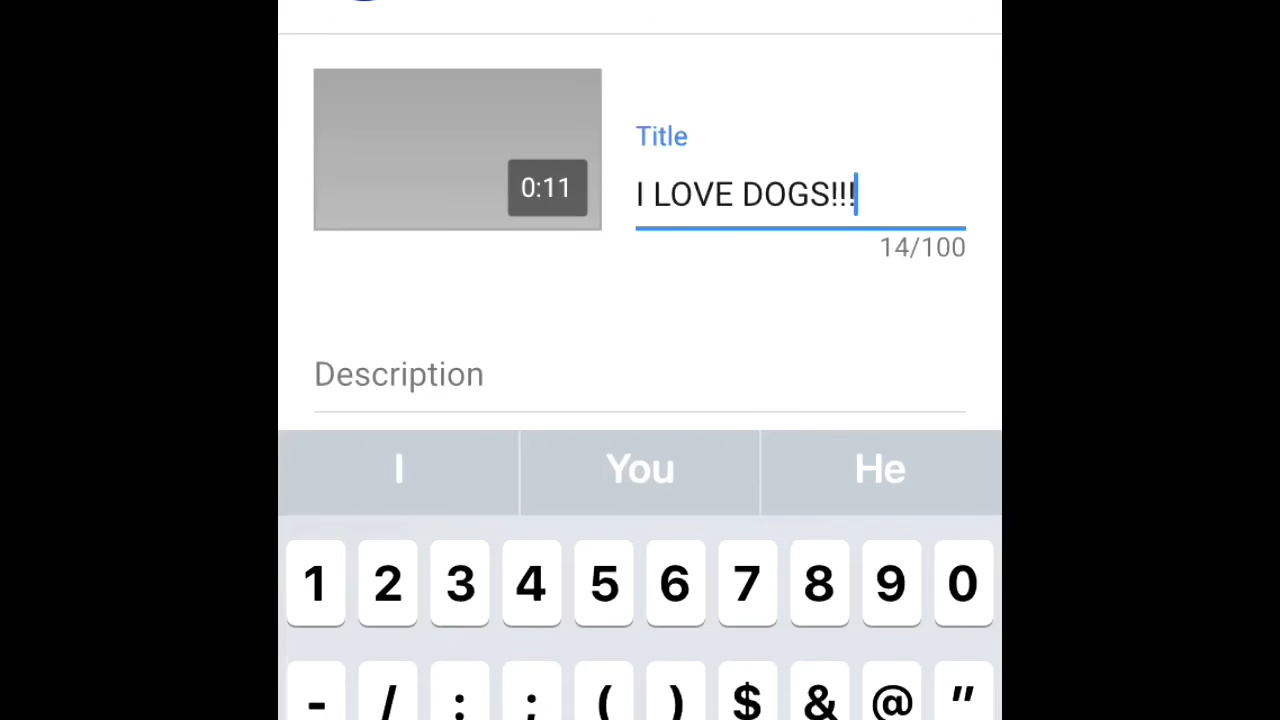 Title
0:11
I LOVE DOGS!!!
14/100
Description
I You He
1 2 3 4 5 6 7 8 9 0
- / : ; ( ) $ & @ "